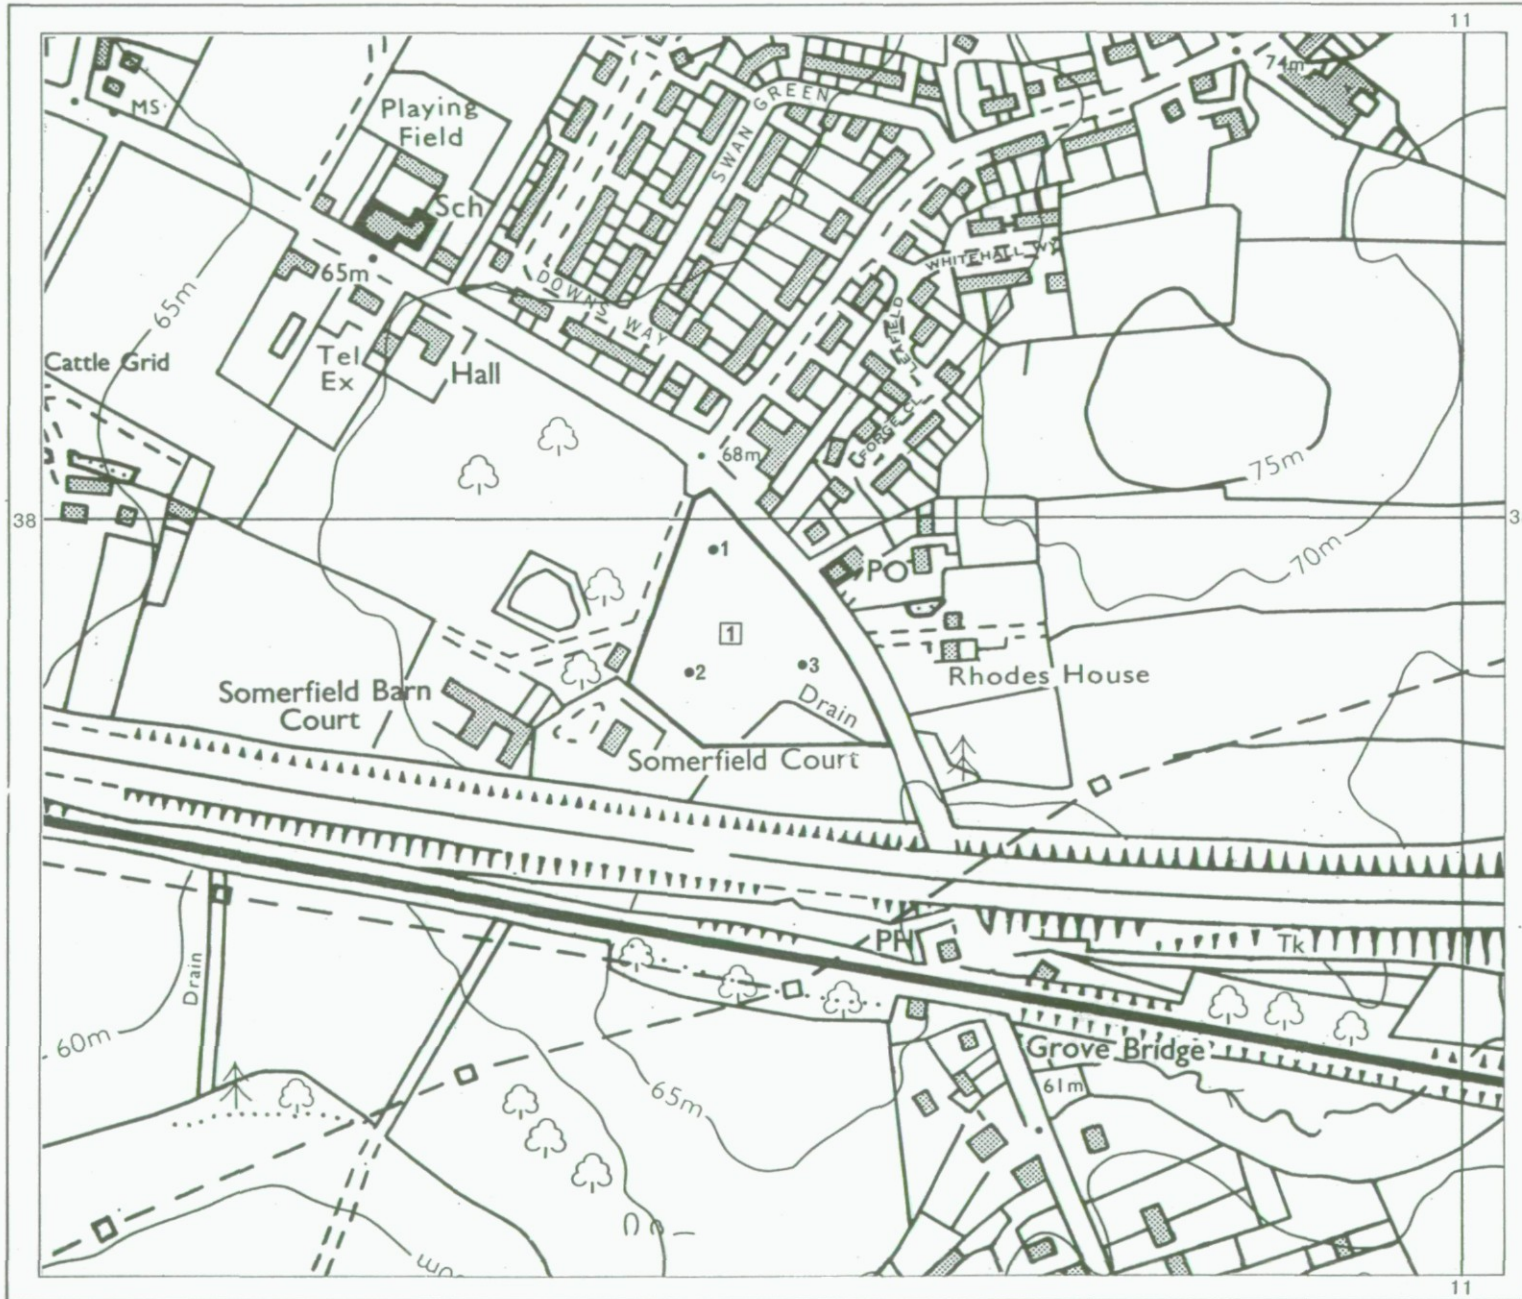 11
74m
MS
Playing
Field
SWAN GREEN
Sch
65m
WHITEHALL WY
65m
DOWNS WAY
LEAFIELD
Cattle Grid
Tel
Ex
Hall
FORGE CL
68m
75m
38
3
1
PO
70m
1
2
3
Rhodes House
Somerfield Barn
Court
Drain
Somerfield Court
PH
Tk
Drain
60m
Grove Bridge
65m
61m
11